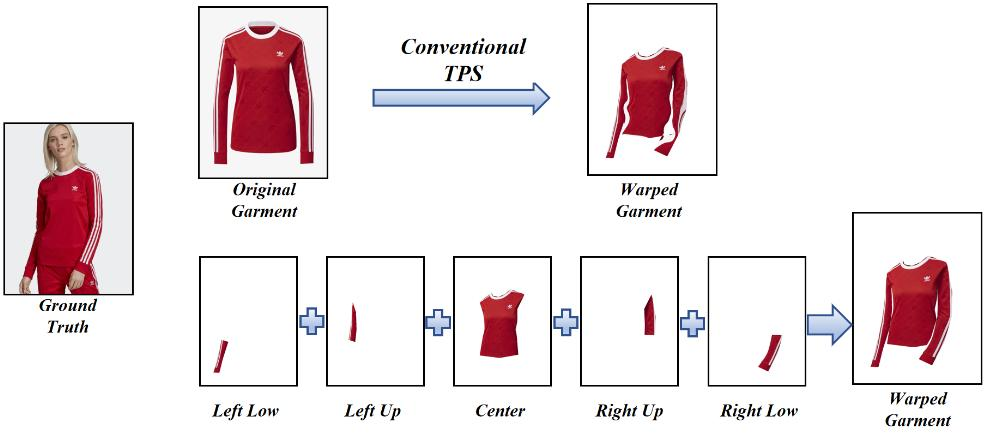 Conventional
TPS
Original
Garment
Warped
Garment
Ground
Truth
Left Low
Left Up
Center
Right Up
Right Low
Warped
Garment